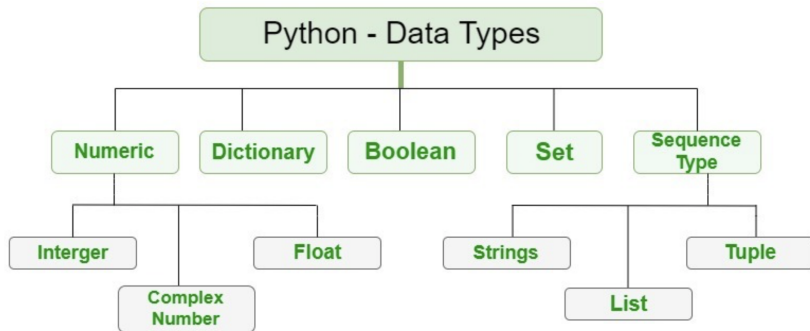 Python - Data Types
Numeric
Dictionary
Boolean
Set
Sequence
Type
Interger
Complex
Number
Float
Strings
List
Tuple